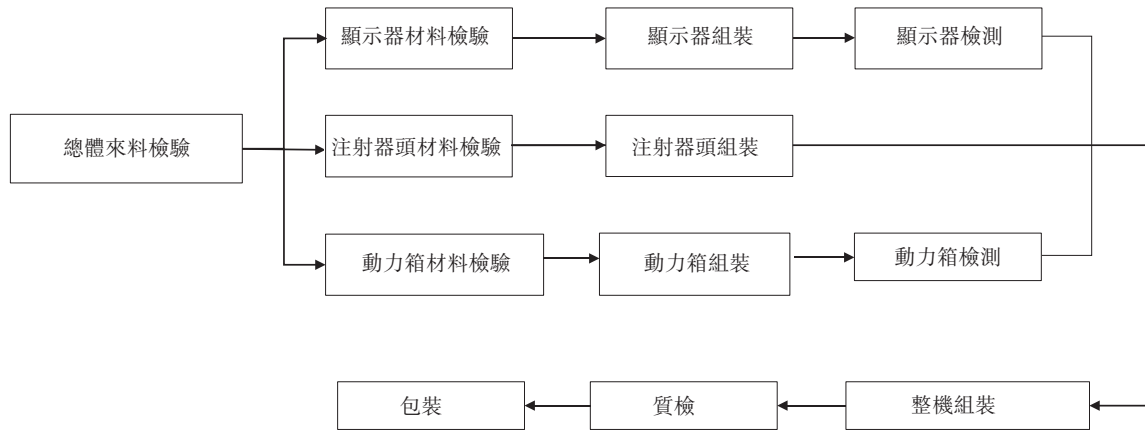 顯示器材料檢驗
顯示器組裝
顯示器檢測
總體來料檢驗
注射器頭材料檢驗
注射器頭組裝
動力箱材料檢驗
動力箱組裝
動力箱檢測
整機組裝
質檢
包裝